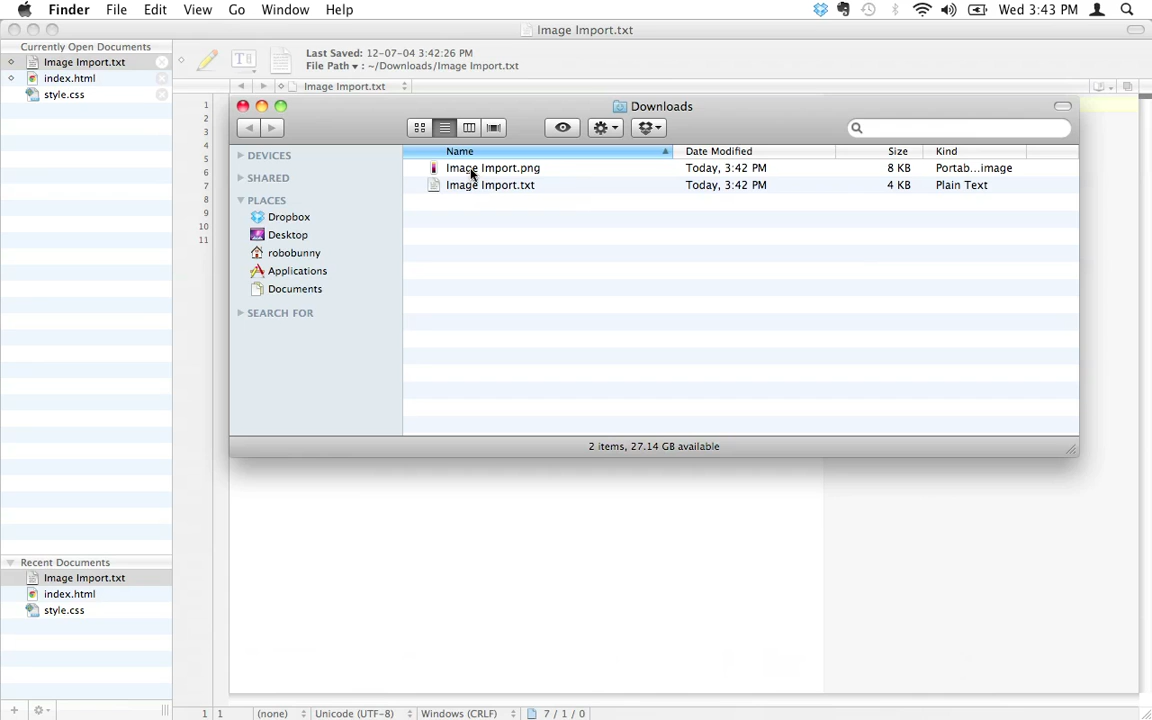 Finder File Edit View Go Window Help Wed 3:43 PM
Image Import.txt
Currently Open Documents
Image Import.txt
index.html
style.css
Last Saved: 12-07-04 3:42:26 PM
File Path ▾ : ~/Downloads/Image Import.txt
Image Import.txt
1
2
3
4
5
6
7
8
9
10
11
Downloads
DEVICES
SHARED
PLACES
Dropbox
Desktop
robobunny
Applications
Documents
SEARCH FOR
Name Date Modified Size Kind
Image Import.png Today, 3:42 PM 8 KB Portab...image
Image Import.txt Today, 3:42 PM 4 KB Plain Text
2 items, 27.14 GB available
Recent Documents
Image Import.txt
index.html
style.css
1 1 (none) Unicode (UTF-8) Windows (CRLF) 7 / 1 / 0